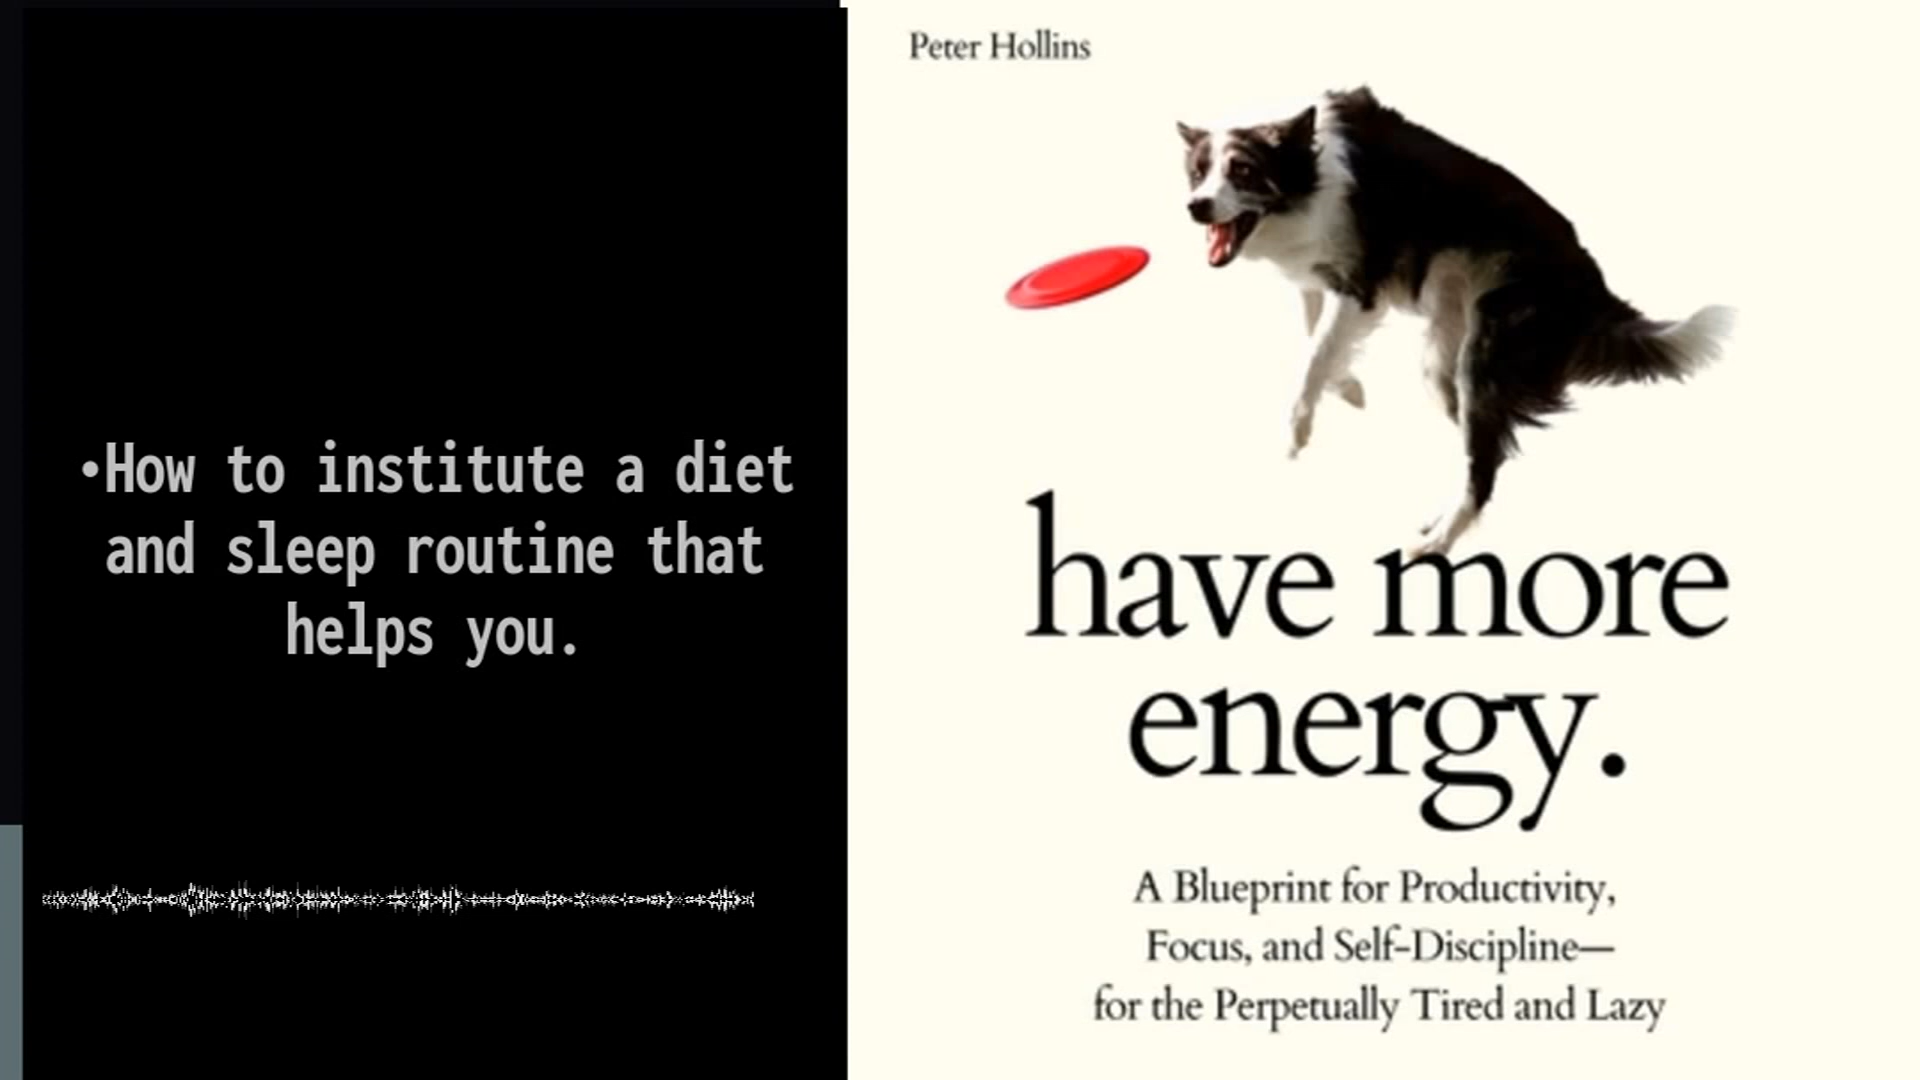 •How to institute a diet
and sleep routine that
helps you.
Peter Hollins
have more
energy.
A Blueprint for Productivity,
Focus, and Self-Discipline—
for the Perpetually Tired and Lazy